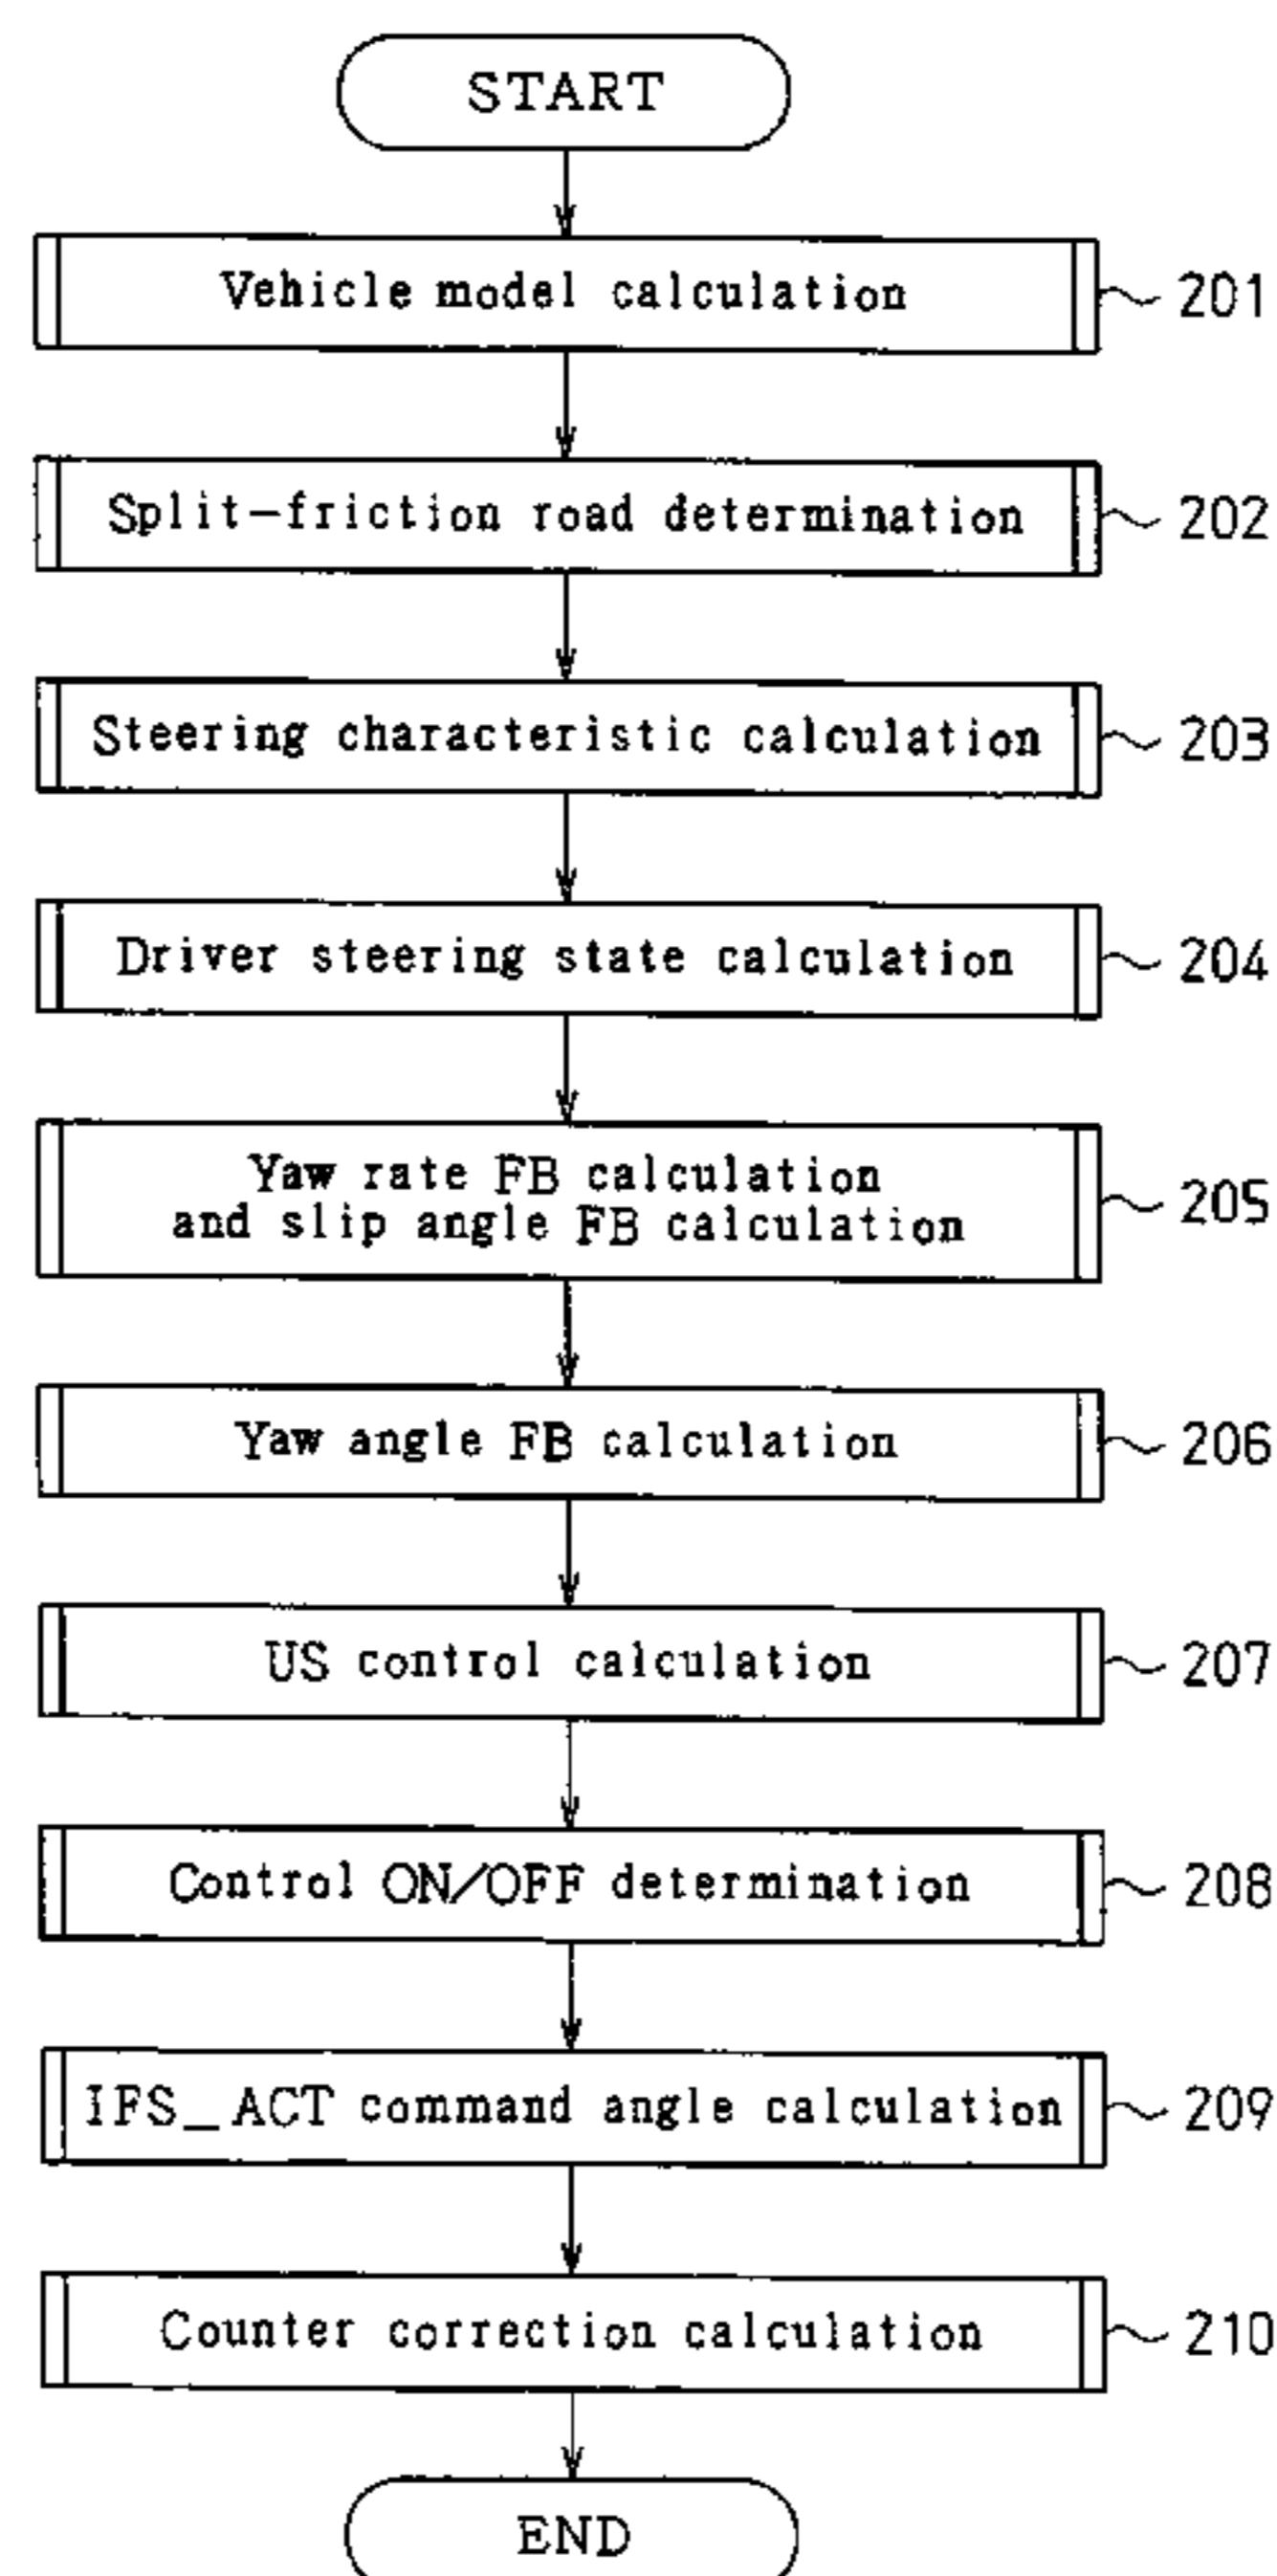 START
Vehicle model calculation
201
Split-friction road determination
202
Steering characteristic calculation
203
Driver steering state calculation
204
Yaw rate FB calculation
and slip angle FB calculation
205
Yaw angle FB calculation
206
US control calculation
207
Control ON/OFF determination
208
IFS_ACT command angle calculation
209
Counter correction calculation
210
END